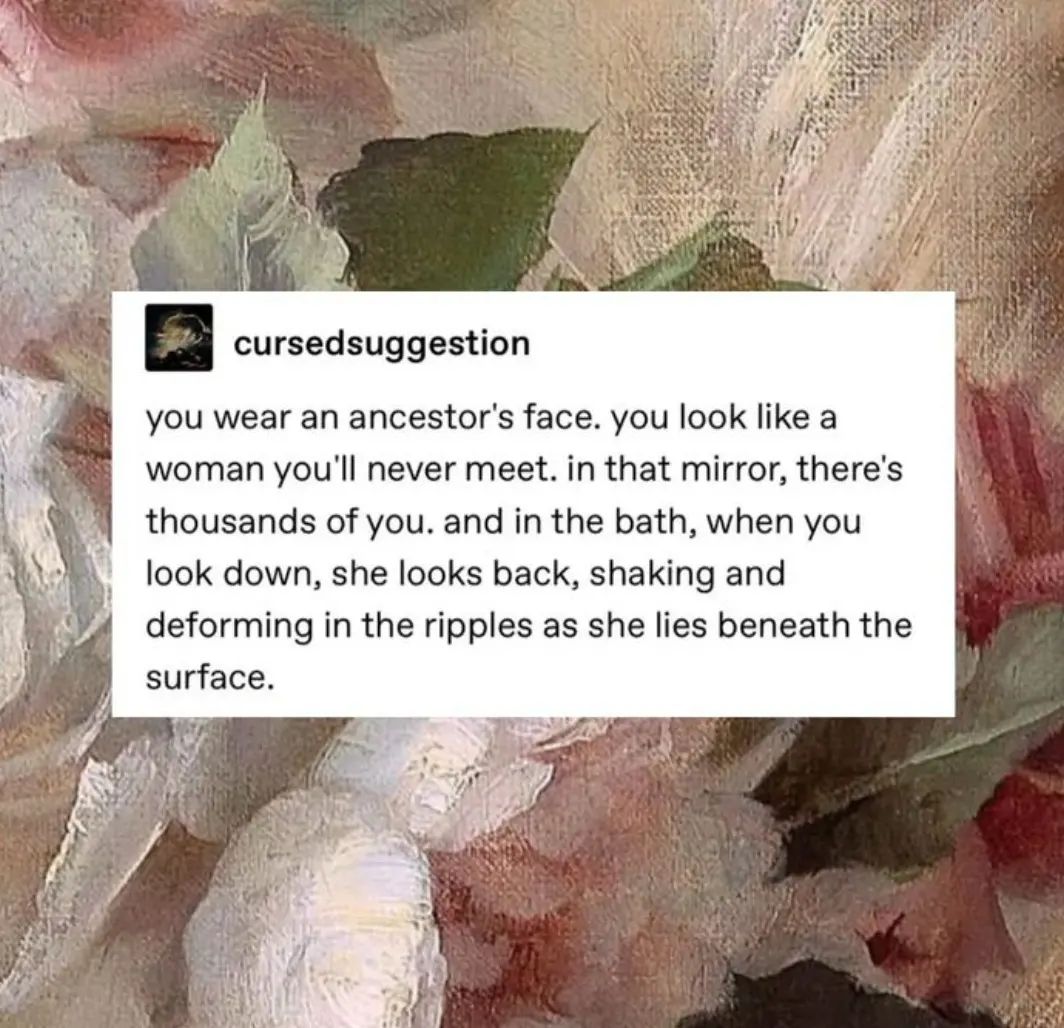 cursedsuggestion
you wear an ancestor's face. you look like a
woman you'll never meet. in that mirror, there's
thousands of you. and in the bath, when you
look down, she looks back, shaking and
deforming in the ripples as she lies beneath the
surface.